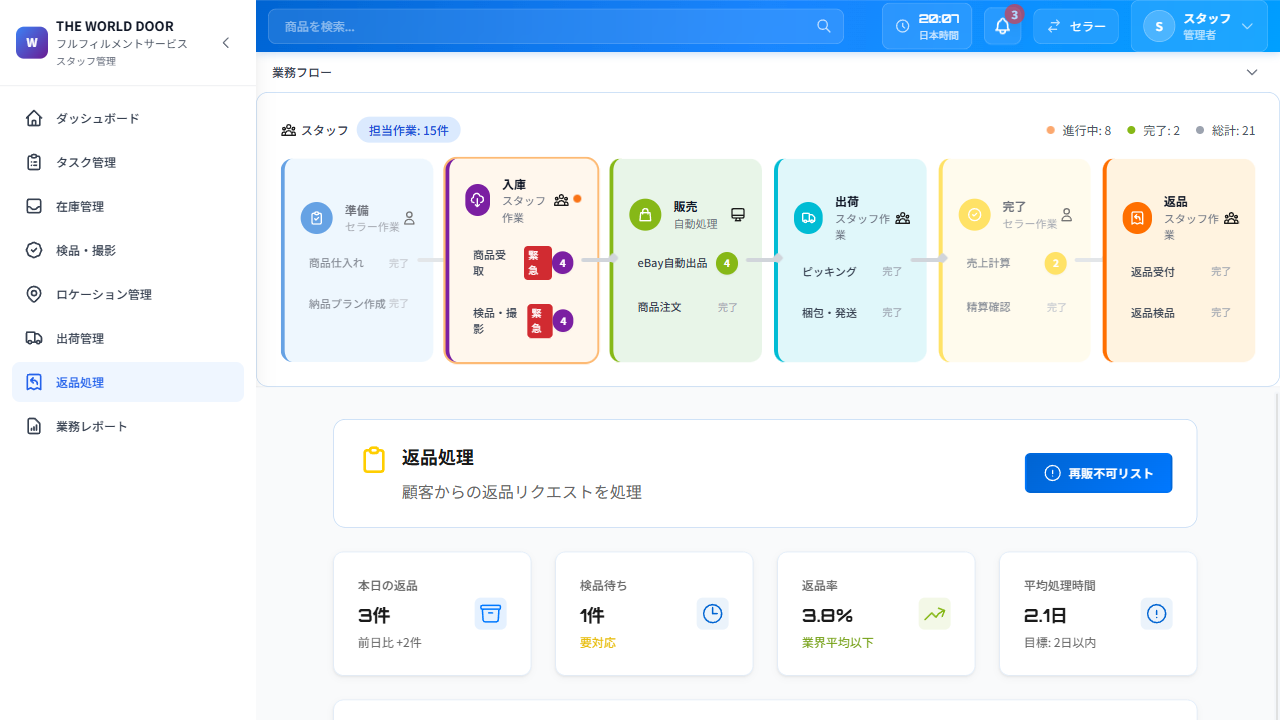 W
THE WORLD DOOR
フルフィルメントサービス
スタッフ管理
ダッシュボード
タスク管理
在庫管理
検品・撮影
ロケーション管理
出荷管理
返品処理
業務レポート
商品を検索...
20:07
日本時間
3
セラー
S
スタッフ
管理者
業務フロー
スタッフ
担当作業: 15件
進行中: 8
完了: 2
総計: 21
準備
セラー作業
商品仕入れ
完了
納品プラン作成
完了
入庫
スタッフ
作業
商品受
取
緊
急
4
検品・撮
影
緊
急
4
販売
自動処理
eBay自動出品
4
商品注文
完了
出荷
スタッフ作
業
ピッキング
完了
梱包・発送
完了
完了
セラー作業
売上計算
2
精算確認
完了
返品
スタッフ作
業
返品受付
完了
返品検品
完了
返品処理
顧客からの返品リクエストを処理
再販不可リスト
本日の返品
3件
前日比 +2件
検品待ち
1件
要対応
返品率
3.8%
業界平均以下
平均処理時間
2.1日
目標: 2日以内